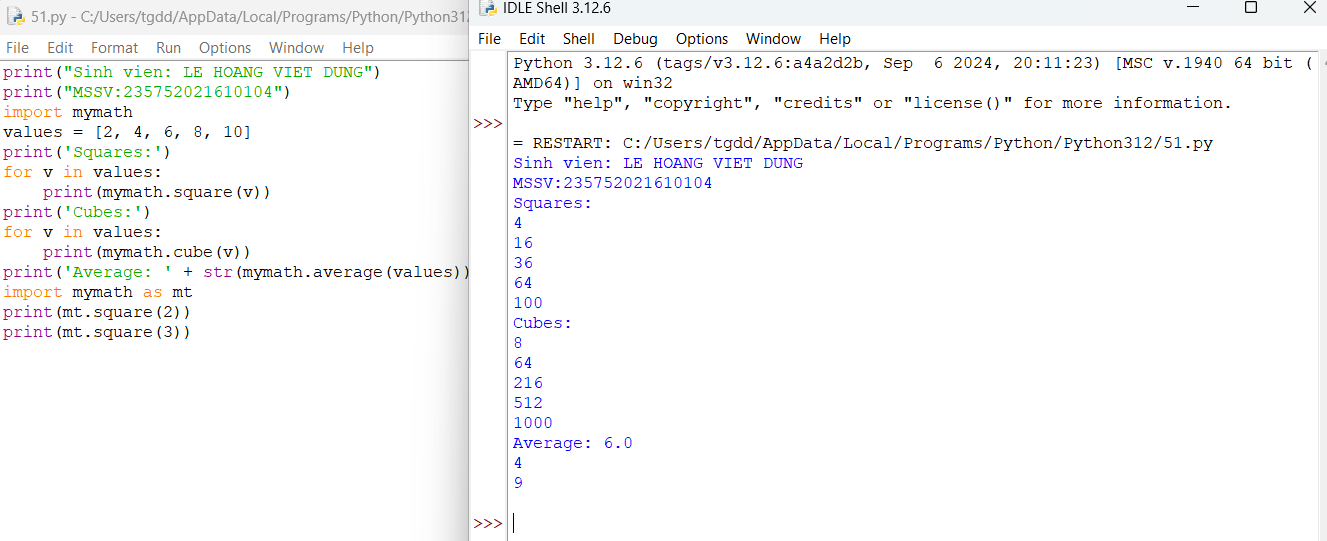 51.py - C:/Users/tgdd/AppData/Local/Programs/Python/Python312
File Edit Format Run Options Window Help
print("Sinh vien: LE HOANG VIET DUNG")
print("MSSV:235752021610104")
import mymath
values = [2, 4, 6, 8, 10]
print('Squares:')
for v in values:
    print(mymath.square(v))
print('Cubes:')
for v in values:
    print(mymath.cube(v))
print('Average: ' + str(mymath.average(values))
import mymath as mt
print(mt.square(2))
print(mt.square(3))
IDLE Shell 3.12.6
File Edit Shell Debug Options Window Help
Python 3.12.6 (tags/v3.12.6:a4a2d2b, Sep  6 2024, 20:11:23) [MSC v.1940 64 bit (
AMD64)] on win32
Type "help", "copyright", "credits" or "license()" for more information.
>>>
= RESTART: C:/Users/tgdd/AppData/Local/Programs/Python/Python312/51.py
Sinh vien: LE HOANG VIET DUNG
MSSV:235752021610104
Squares:
4
16
36
64
100
Cubes:
8
64
216
512
1000
Average: 6.0
4
9
>>>